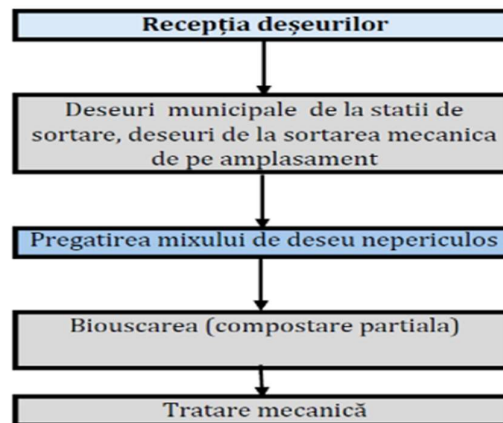 Recepția deșeurilor
Deseuri municipale de la statii de
sortare, deseuri de la sortarea mecanica
de pe amplasament
Pregatirea mixului de deseu nepericulos
Biouscarea (compostare partiala)
Tratare mecanică